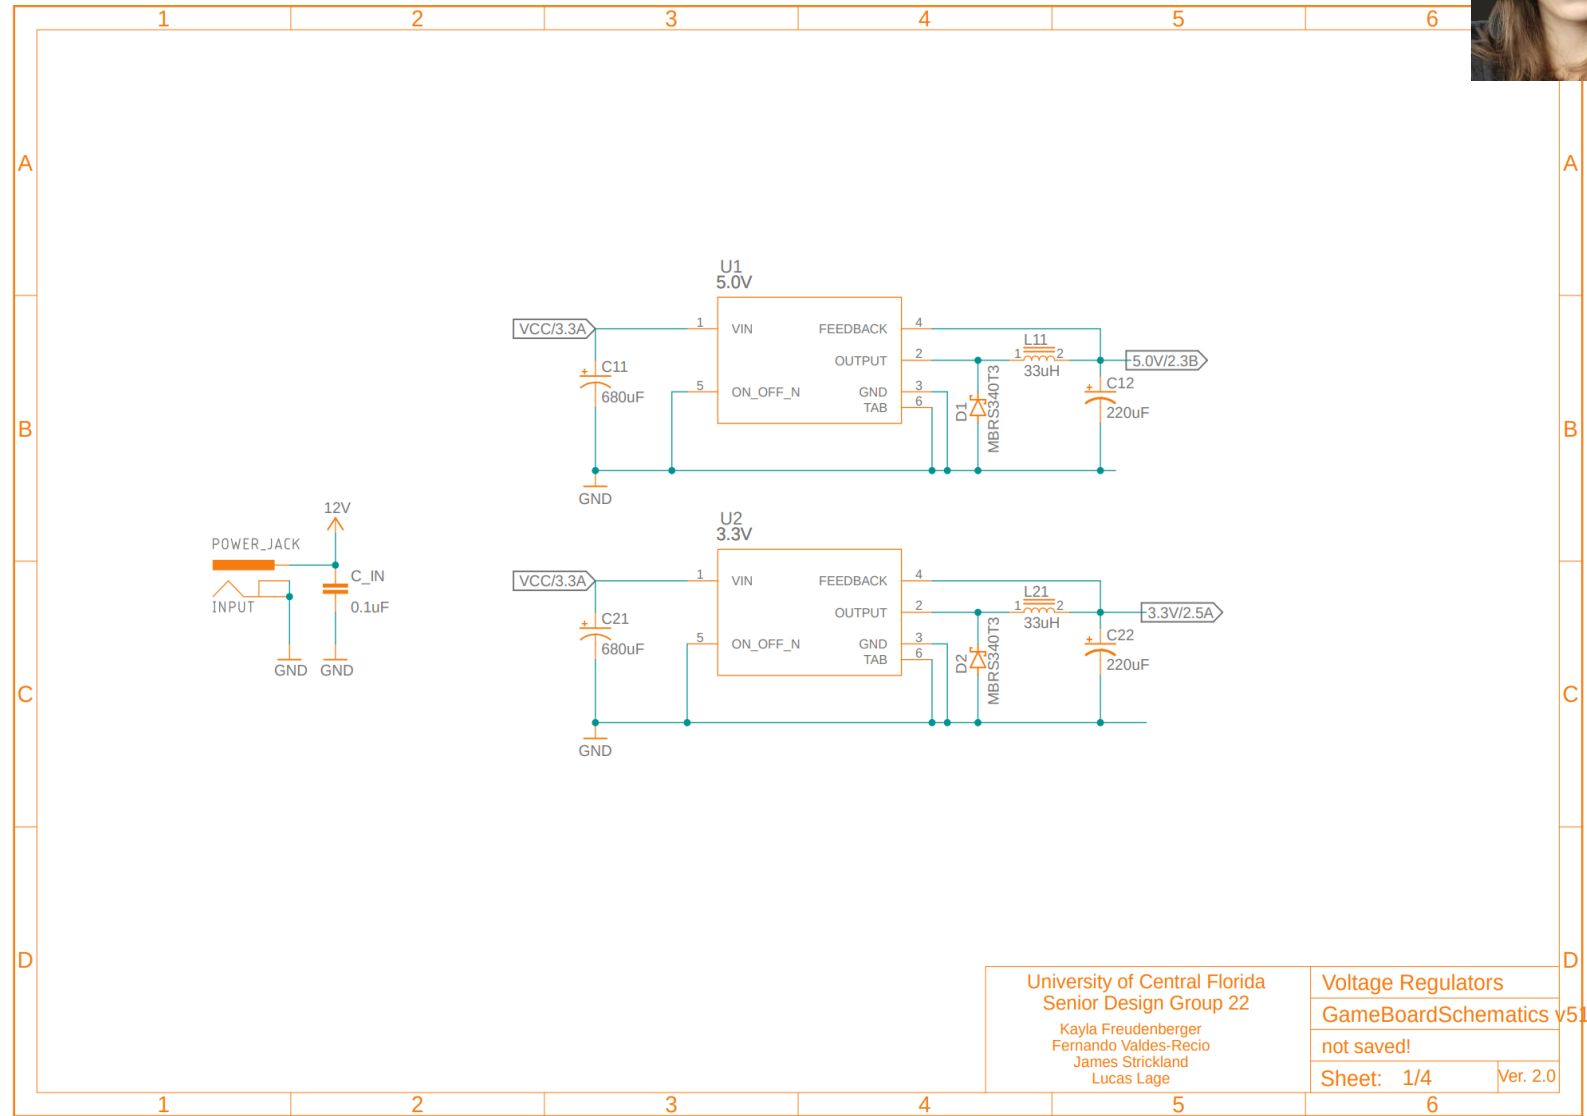 1 2 3 4 5 6
A A
U1
5.0V
VCC/3.3A
1 VIN FEEDBACK 4
OUTPUT 2
5 ON_OFF_N GND 3
TAB 6
C11
680uF
L11
1 2
33uH
5.0V/2.3B
C12
220uF
D1
MBRS340T3
GND
B B
12V
POWER_JACK
INPUT
C_IN
0.1uF
GND GND
U2
3.3V
VCC/3.3A
1 VIN FEEDBACK 4
OUTPUT 2
5 ON_OFF_N GND 3
TAB 6
C21
680uF
L21
1 2
33uH
3.3V/2.5A
C22
220uF
D2
MBRS340T3
GND
C C
D D
University of Central Florida
Senior Design Group 22
Kayla Freudenberger
Fernando Valdes-Recio
James Strickland
Lucas Lage
Voltage Regulators
GameBoardSchematics v51
not saved!
Sheet: 1/4 Ver. 2.0
1 2 3 4 5 6